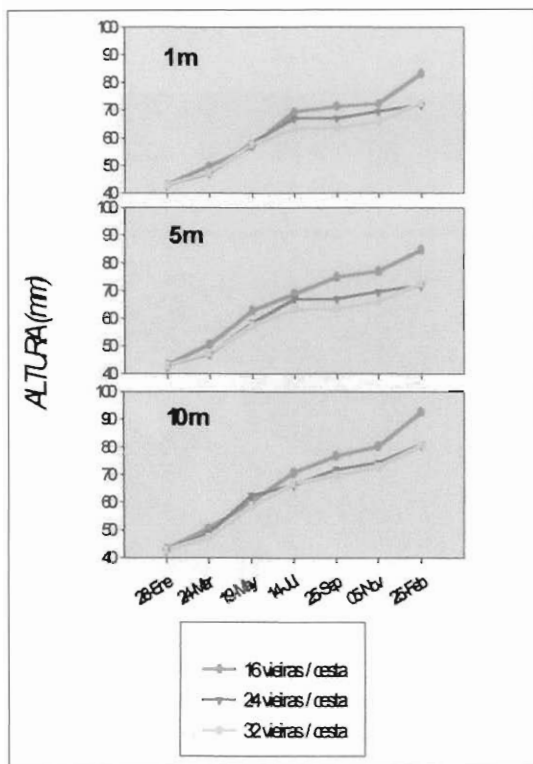 1m
100
90
80
70
60
50
40
5m
100
90
80
70
60
50
40
10m
100
90
80
70
60
50
40
ALTURA (mm)
28-Ene
24-Mar
19-May
14-Jul
25-Sep
05-Nov
25-Feb
16 vieiras / cesta
24 vieiras / cesta
32 vieiras / cesta